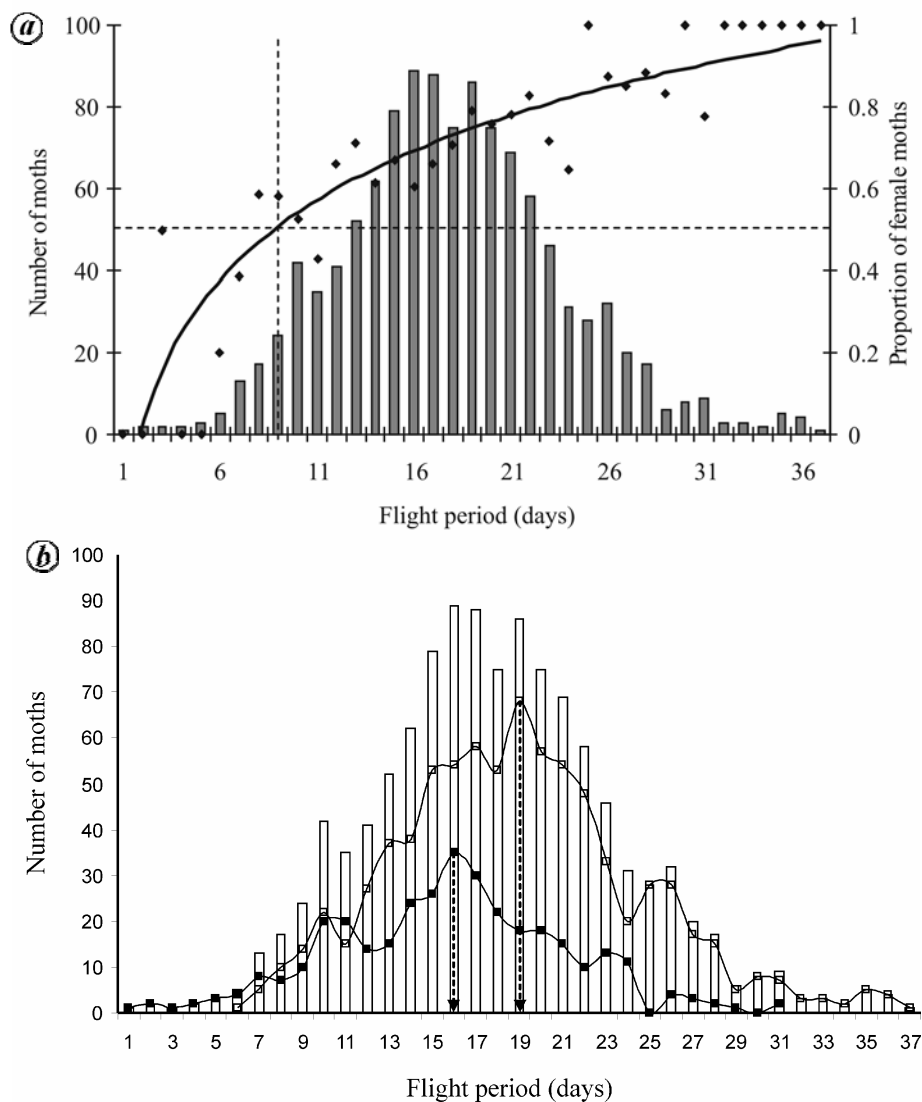 a
100
80
60
40
20
0
Number of moths
1
0.8
0.6
0.4
0.2
0
Proportion of female moths
1 6 11 16 21 26 31 36
Flight period (days)
b
100
90
80
70
60
50
40
30
20
10
0
Number of moths
1 3 5 7 9 11 13 15 17 19 21 23 25 27 29 31 33 35 37
Flight period (days)